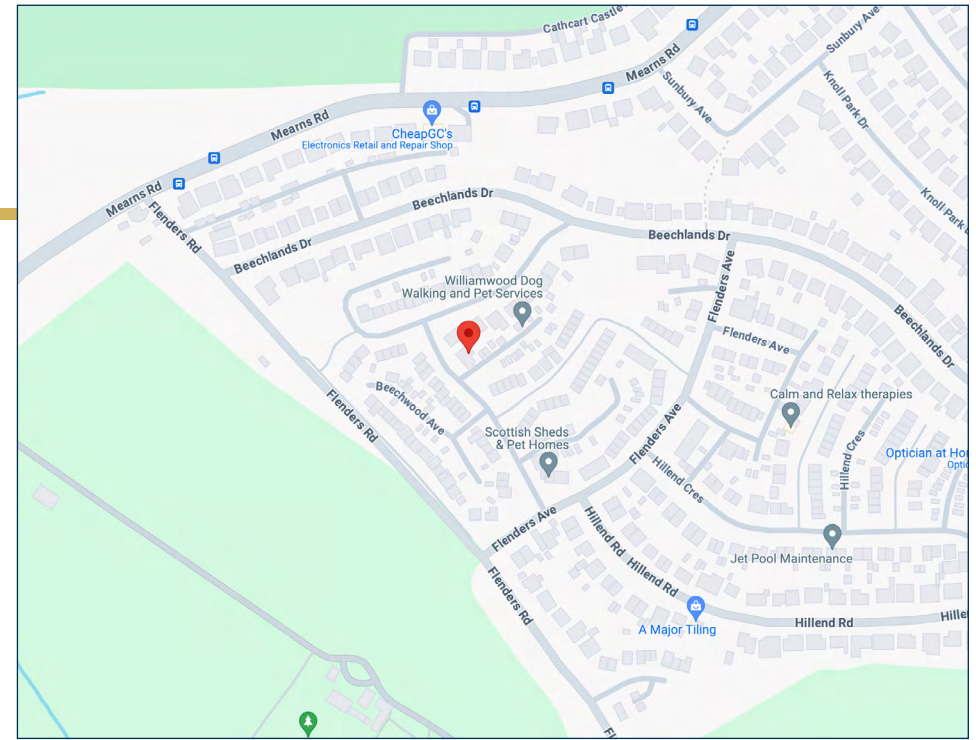 Cathcart Castle
Mearns Rd
Sunbury Ave
Sunbury Ave
Knoll Park Dr
CheapGC's
Electronics Retail and Repair Shop
Mearns Rd
Mearns Rd
Flenders Rd
Beechlands Dr
Knoll Park
Beechlands Dr
Beechlands Dr
Williamwood Dog
Walking and Pet Services
Flenders Ave
Flenders Ave
Beechlands Dr
Beechwood Ave
Flenders Rd
Calm and Relax therapies
Scottish Sheds
& Pet Homes
Flenders Ave
Hillend Cres
Hillend Cres
Optician at Ho
Optic
Flenders Ave
Hillend Rd
Hillend Rd
Jet Pool Maintenance
Flenders Rd
A Major Tiling
Hillend Rd
Hille
Fl